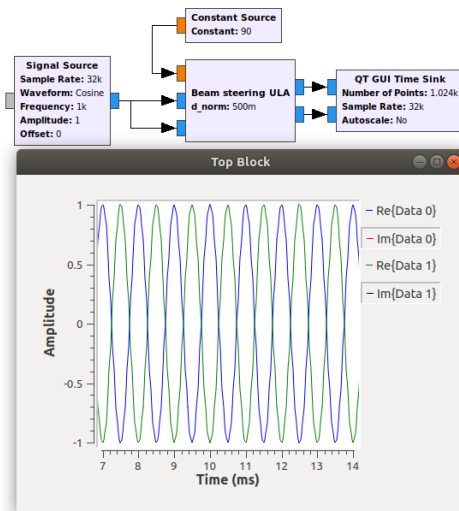 Constant Source
Constant: 90
Signal Source
Sample Rate: 32k
Waveform: Cosine
Frequency: 1k
Amplitude: 1
Offset: 0
Beam steering ULA
d_norm: 500m
QT GUI Time Sink
Number of Points: 1.024k
Sample Rate: 32k
Autoscale: No
Top Block
Amplitude
1
0.5
0
-0.5
-1
7 8 9 10 11 12 13 14
Time (ms)
Re{Data 0}
Im{Data 0}
Re{Data 1}
Im{Data 1}